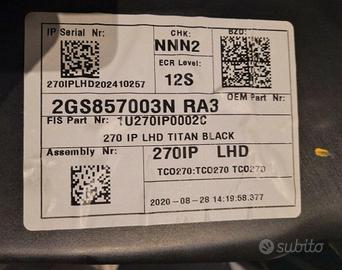 IP Serial Nr:
CHK:
NNN2
BZD:
ECR Level:
12S
270IPLHD202410257
2GS857003N RA3
OEM Part Nr:
FIS Part Nr:
1U270IP0002C
270 IP LHD TITAN BLACK
Assembly Nr:
270IP LHD
TCO270:TCO270 TCO270
2020-08-28 14:19:58.377
subito